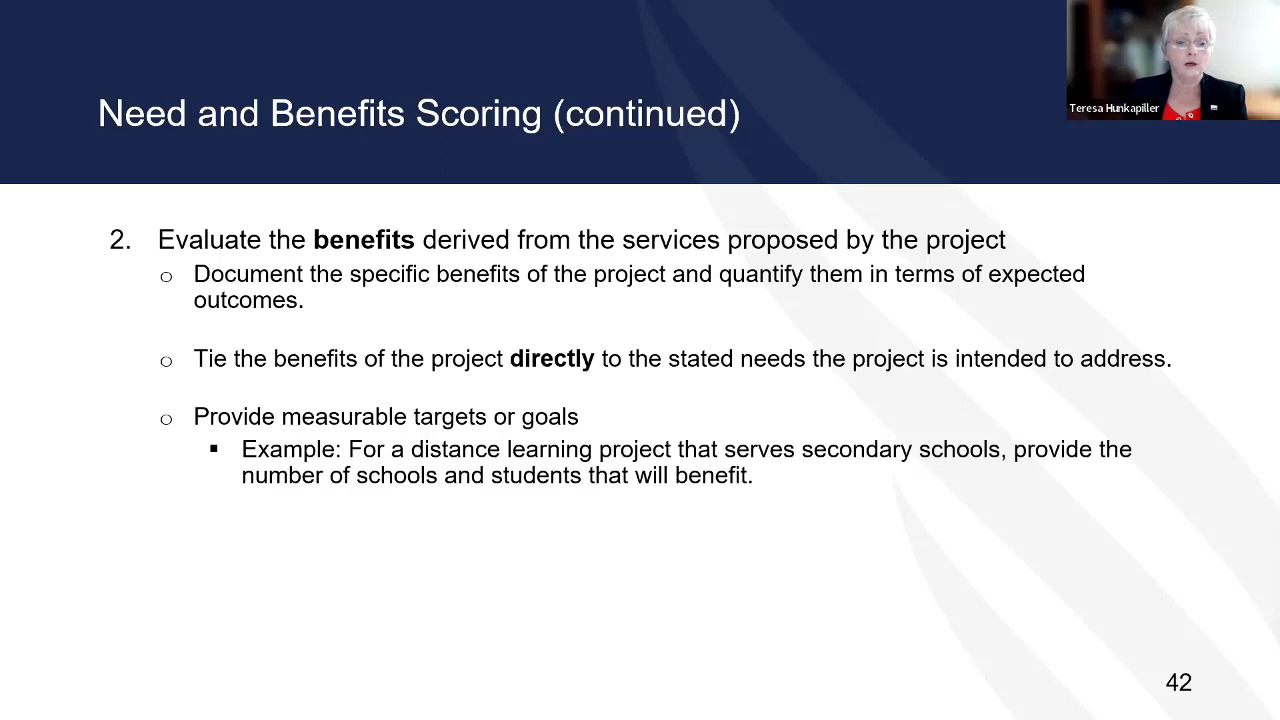 Teresa Hunkapiller
Need and Benefits Scoring (continued)
2. Evaluate the benefits derived from the services proposed by the project
o Document the specific benefits of the project and quantify them in terms of expected
outcomes.
o Tie the benefits of the project directly to the stated needs the project is intended to address.
o Provide measurable targets or goals
▪ Example: For a distance learning project that serves secondary schools, provide the
number of schools and students that will benefit.
42